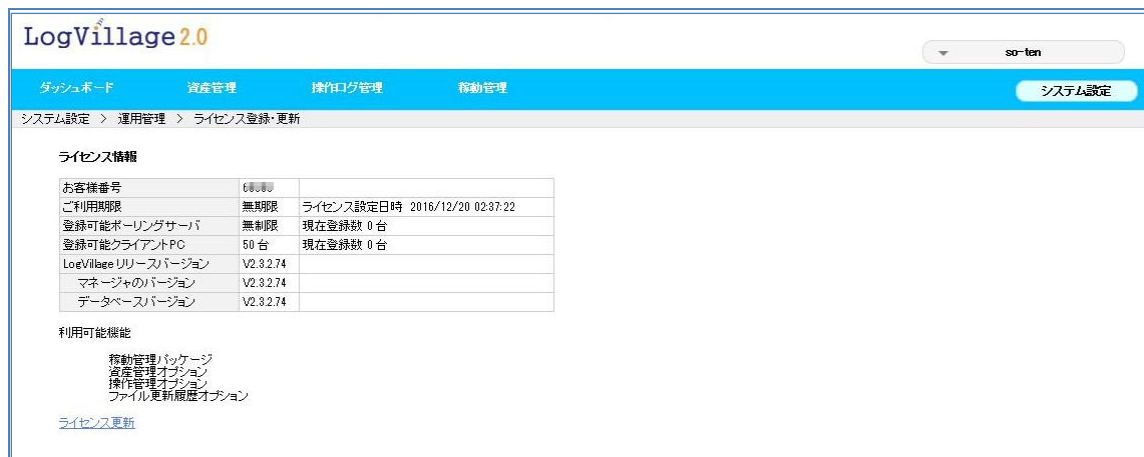 LogVillage 2.0
so-ten
ダッシュボード 資産管理 操作ログ管理 稼動管理 システム設定
システム設定 > 運用管理 > ライセンス登録・更新
ライセンス情報
お客様番号
ご利用期限 無期限 ライセンス設定日時 2016/12/20 02:37:22
登録可能ポーリングサーバ 無制限 現在登録数 0 台
登録可能クライアントPC 50 台 現在登録数 0 台
LogVillage リリースバージョン V2.3.2.74
マネージャのバージョン V2.3.2.74
データベースバージョン V2.3.2.74
利用可能機能
稼動管理パッケージ
資産管理オプション
操作管理オプション
ファイル更新履歴オプション
ライセンス更新